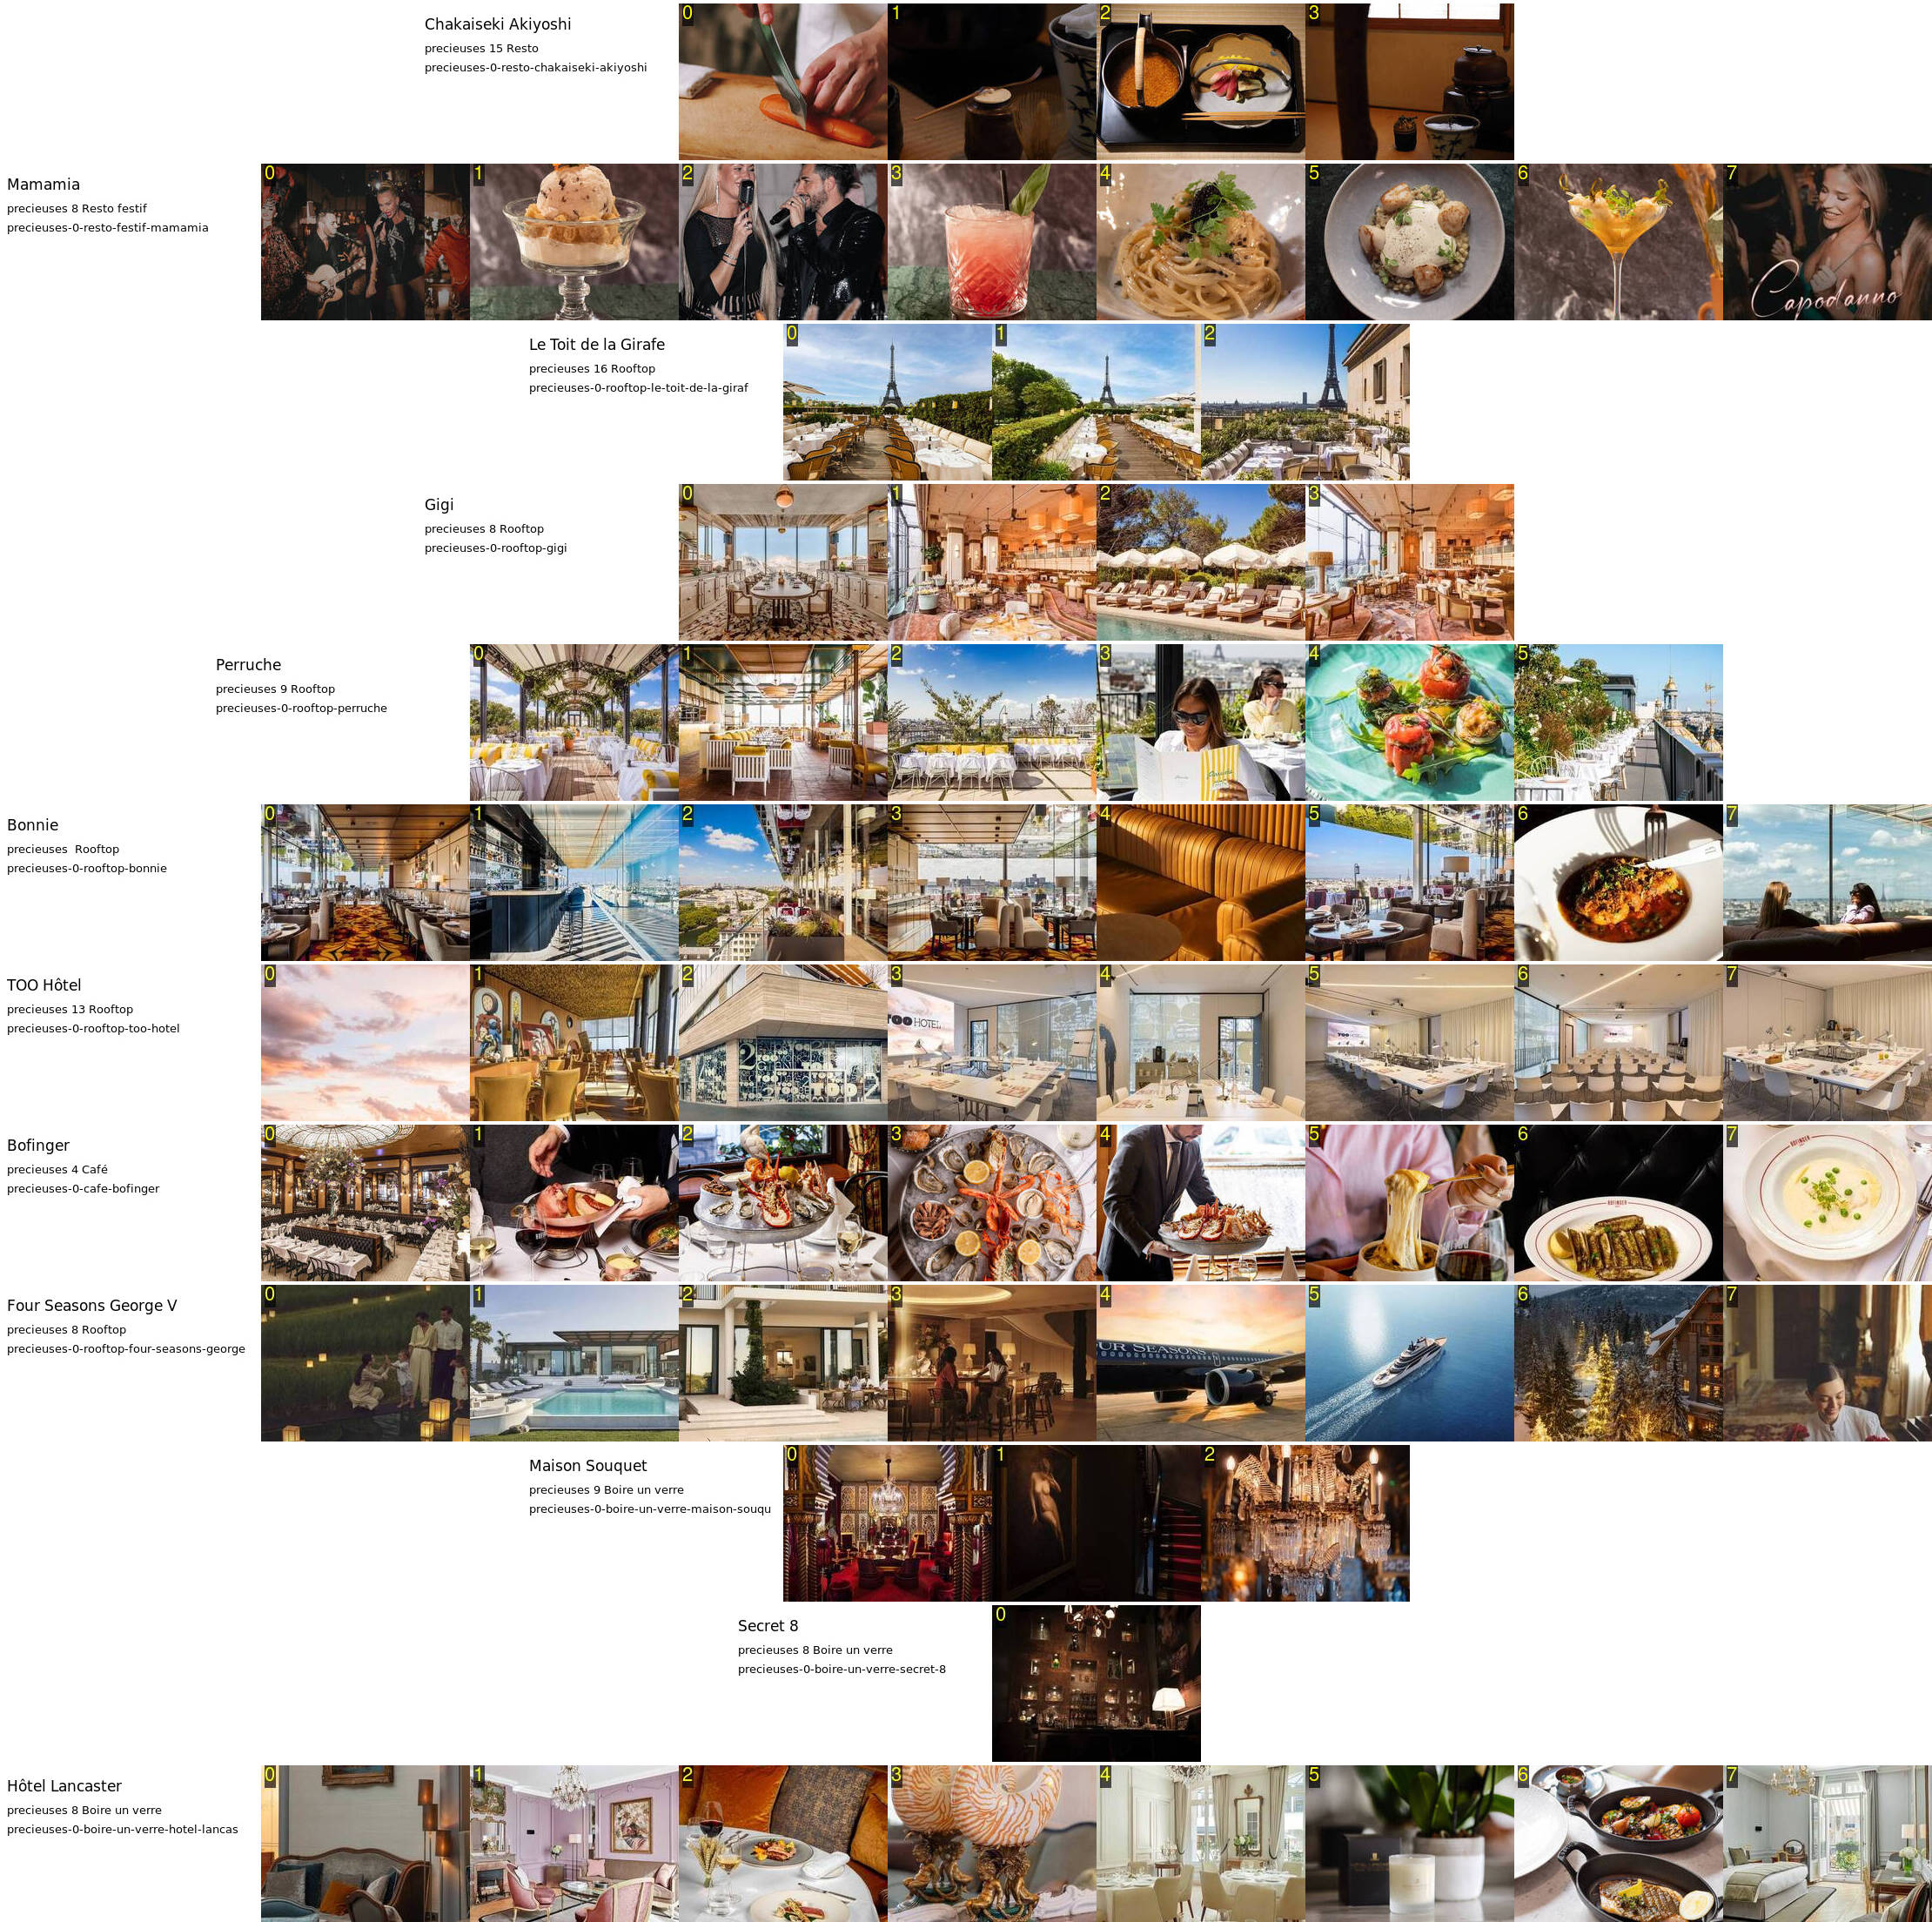 Chakaiseki Akiyoshi
precieuses 15 Resto
precieuses-0-resto-chakaiseki-akiyoshi
0 1 2 3
Mamamia
precieuses 8 Resto festif
precieuses-0-resto-festif-mamamia
0 1 2 3 4 5 6 7
Capodanno
Le Toit de la Girafe
precieuses 16 Rooftop
precieuses-0-rooftop-le-toit-de-la-giraf
0 1 2
Gigi
precieuses 8 Rooftop
precieuses-0-rooftop-gigi
0 1 2 3
Perruche
precieuses 9 Rooftop
precieuses-0-rooftop-perruche
0 1 2 3 4 5
Bonnie
precieuses  Rooftop
precieuses-0-rooftop-bonnie
0 1 2 3 4 5 6 7
TOO Hôtel
precieuses 13 Rooftop
precieuses-0-rooftop-too-hotel
0 1 2 3 4 5 6 7
TOO HOTEL
Bofinger
precieuses 4 Café
precieuses-0-cafe-bofinger
0 1 2 3 4 5 6 7
BOFINGER
BOFINGER
Four Seasons George V
precieuses 8 Rooftop
precieuses-0-rooftop-four-seasons-george
0 1 2 3 4 5 6 7
UR SEASONS
Maison Souquet
precieuses 9 Boire un verre
precieuses-0-boire-un-verre-maison-souqu
0 1 2
Secret 8
precieuses 8 Boire un verre
precieuses-0-boire-un-verre-secret-8
0
Hôtel Lancaster
precieuses 8 Boire un verre
precieuses-0-boire-un-verre-hotel-lancas
0 1 2 3 4 5 6 7